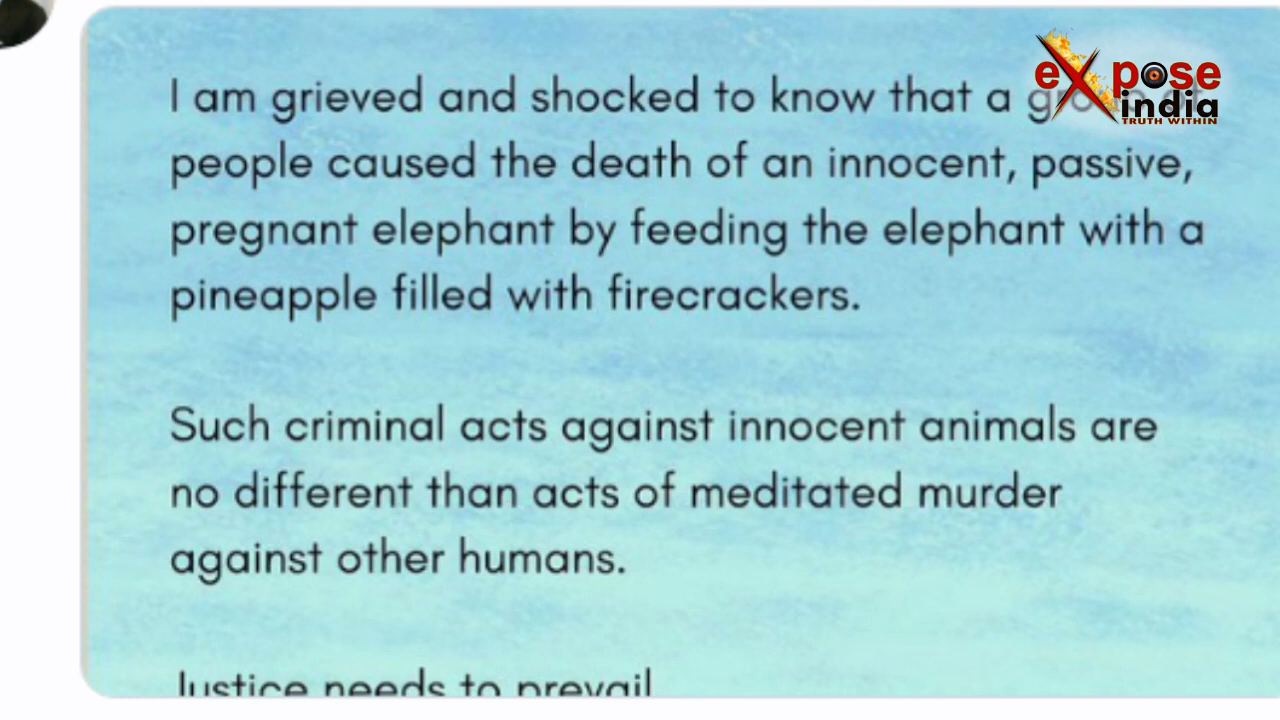 I am grieved and shocked to know that a
people caused the death of an innocent, passive,
pregnant elephant by feeding the elephant with a
pineapple filled with firecrackers.
Such criminal acts against innocent animals are
no different than acts of meditated murder
against other humans.
Justice needs to prevail
eXpose
india
TRUTH WITHIN